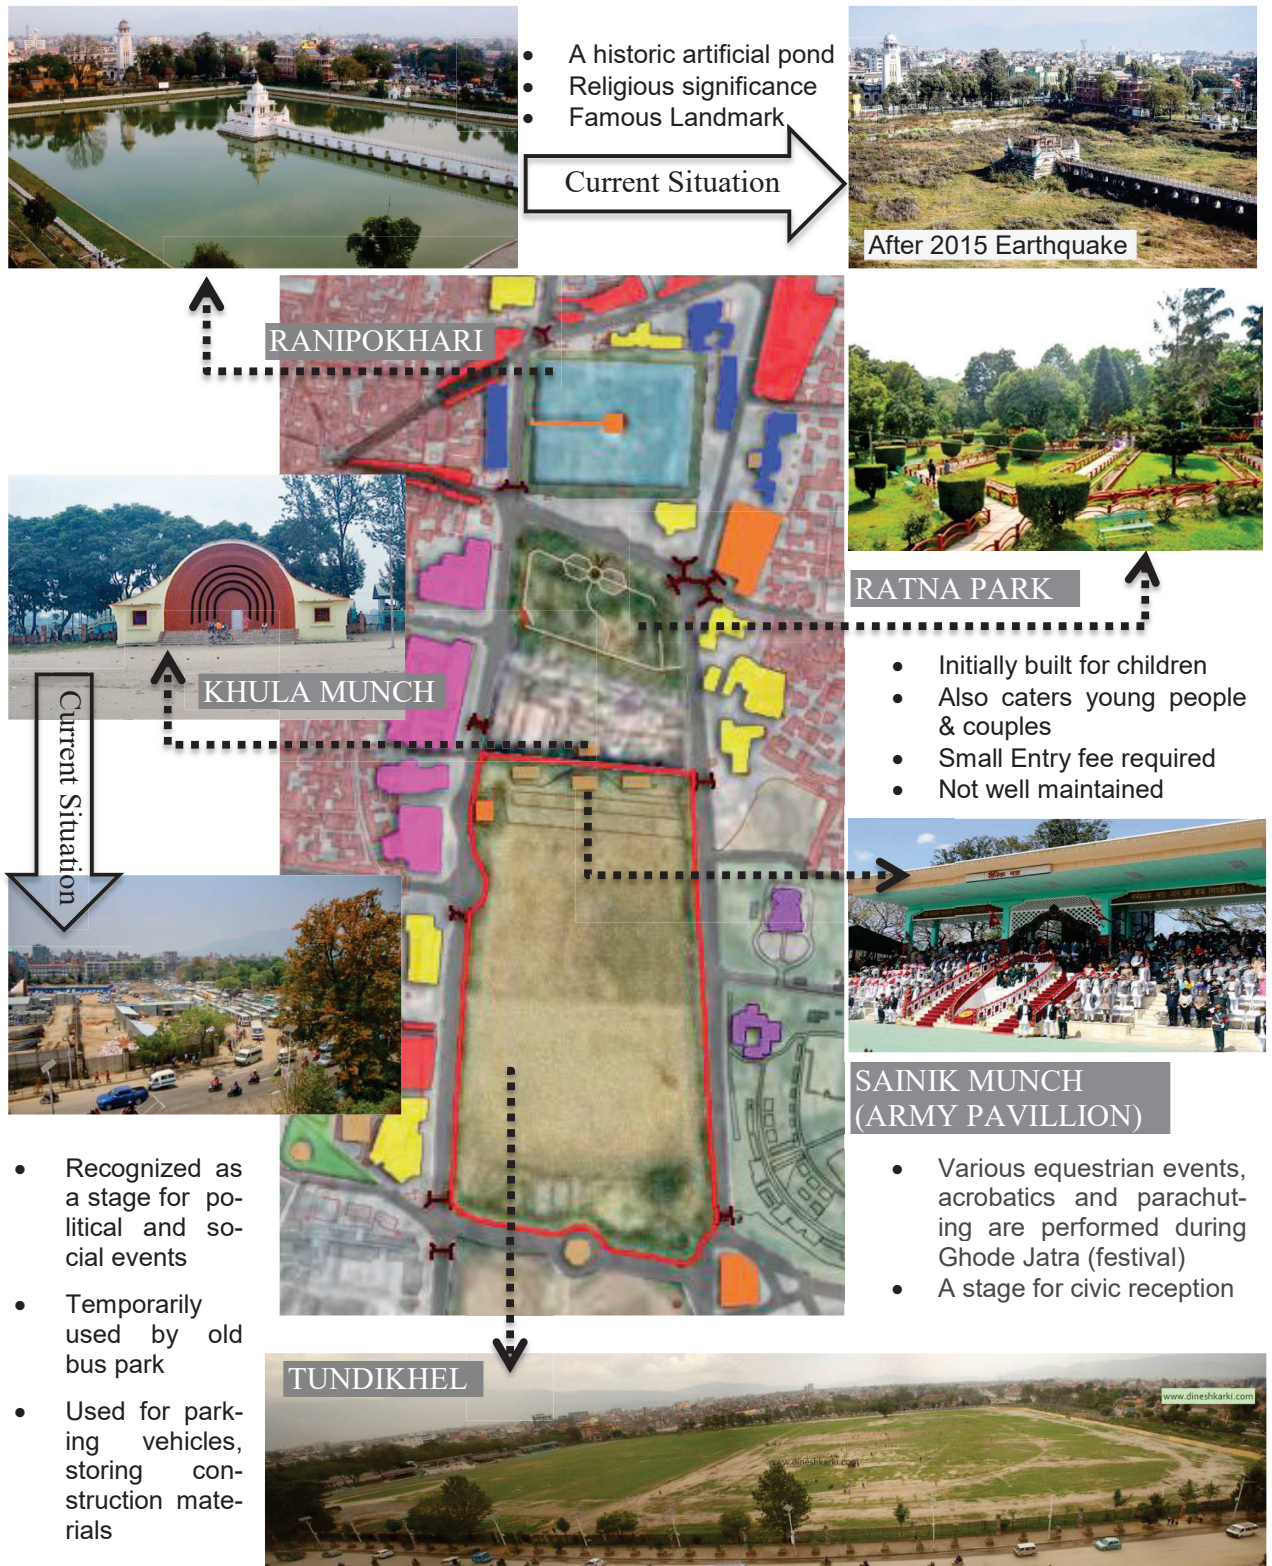 A historic artificial pond
Religious significance
Famous Landmark
Current Situation
After 2015 Earthquake
RANIPOKHARI
RATNA PARK
Initially built for children
Also caters young people
& couples
Small Entry fee required
Not well maintained
KHULA MUNCH
Current Situation
सैनिक मञ्च
SAINIK MUNCH
(ARMY PAVILLION)
Various equestrian events,
acrobatics and parachut-
ing are performed during
Ghode Jatra (festival)
A stage for civic reception
Recognized as
a stage for po-
litical and so-
cial events
Temporarily
used by old
bus park
Used for park-
ing vehicles,
storing con-
struction mate-
rials
TUNDIKHEL
www.dineshkarki.com
www.dineshkarki.com